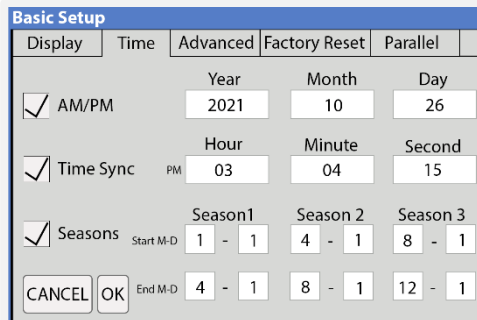 Basic Setup
Display Time Advanced Factory Reset Parallel
Year Month Day
AM/PM 2021 10 26
Hour Minute Second
Time Sync PM 03 04 15
Season1 Season 2 Season 3
Seasons Start M-D 1 - 1 4 - 1 8 - 1
CANCEL OK End M-D 4 - 1 8 - 1 12 - 1